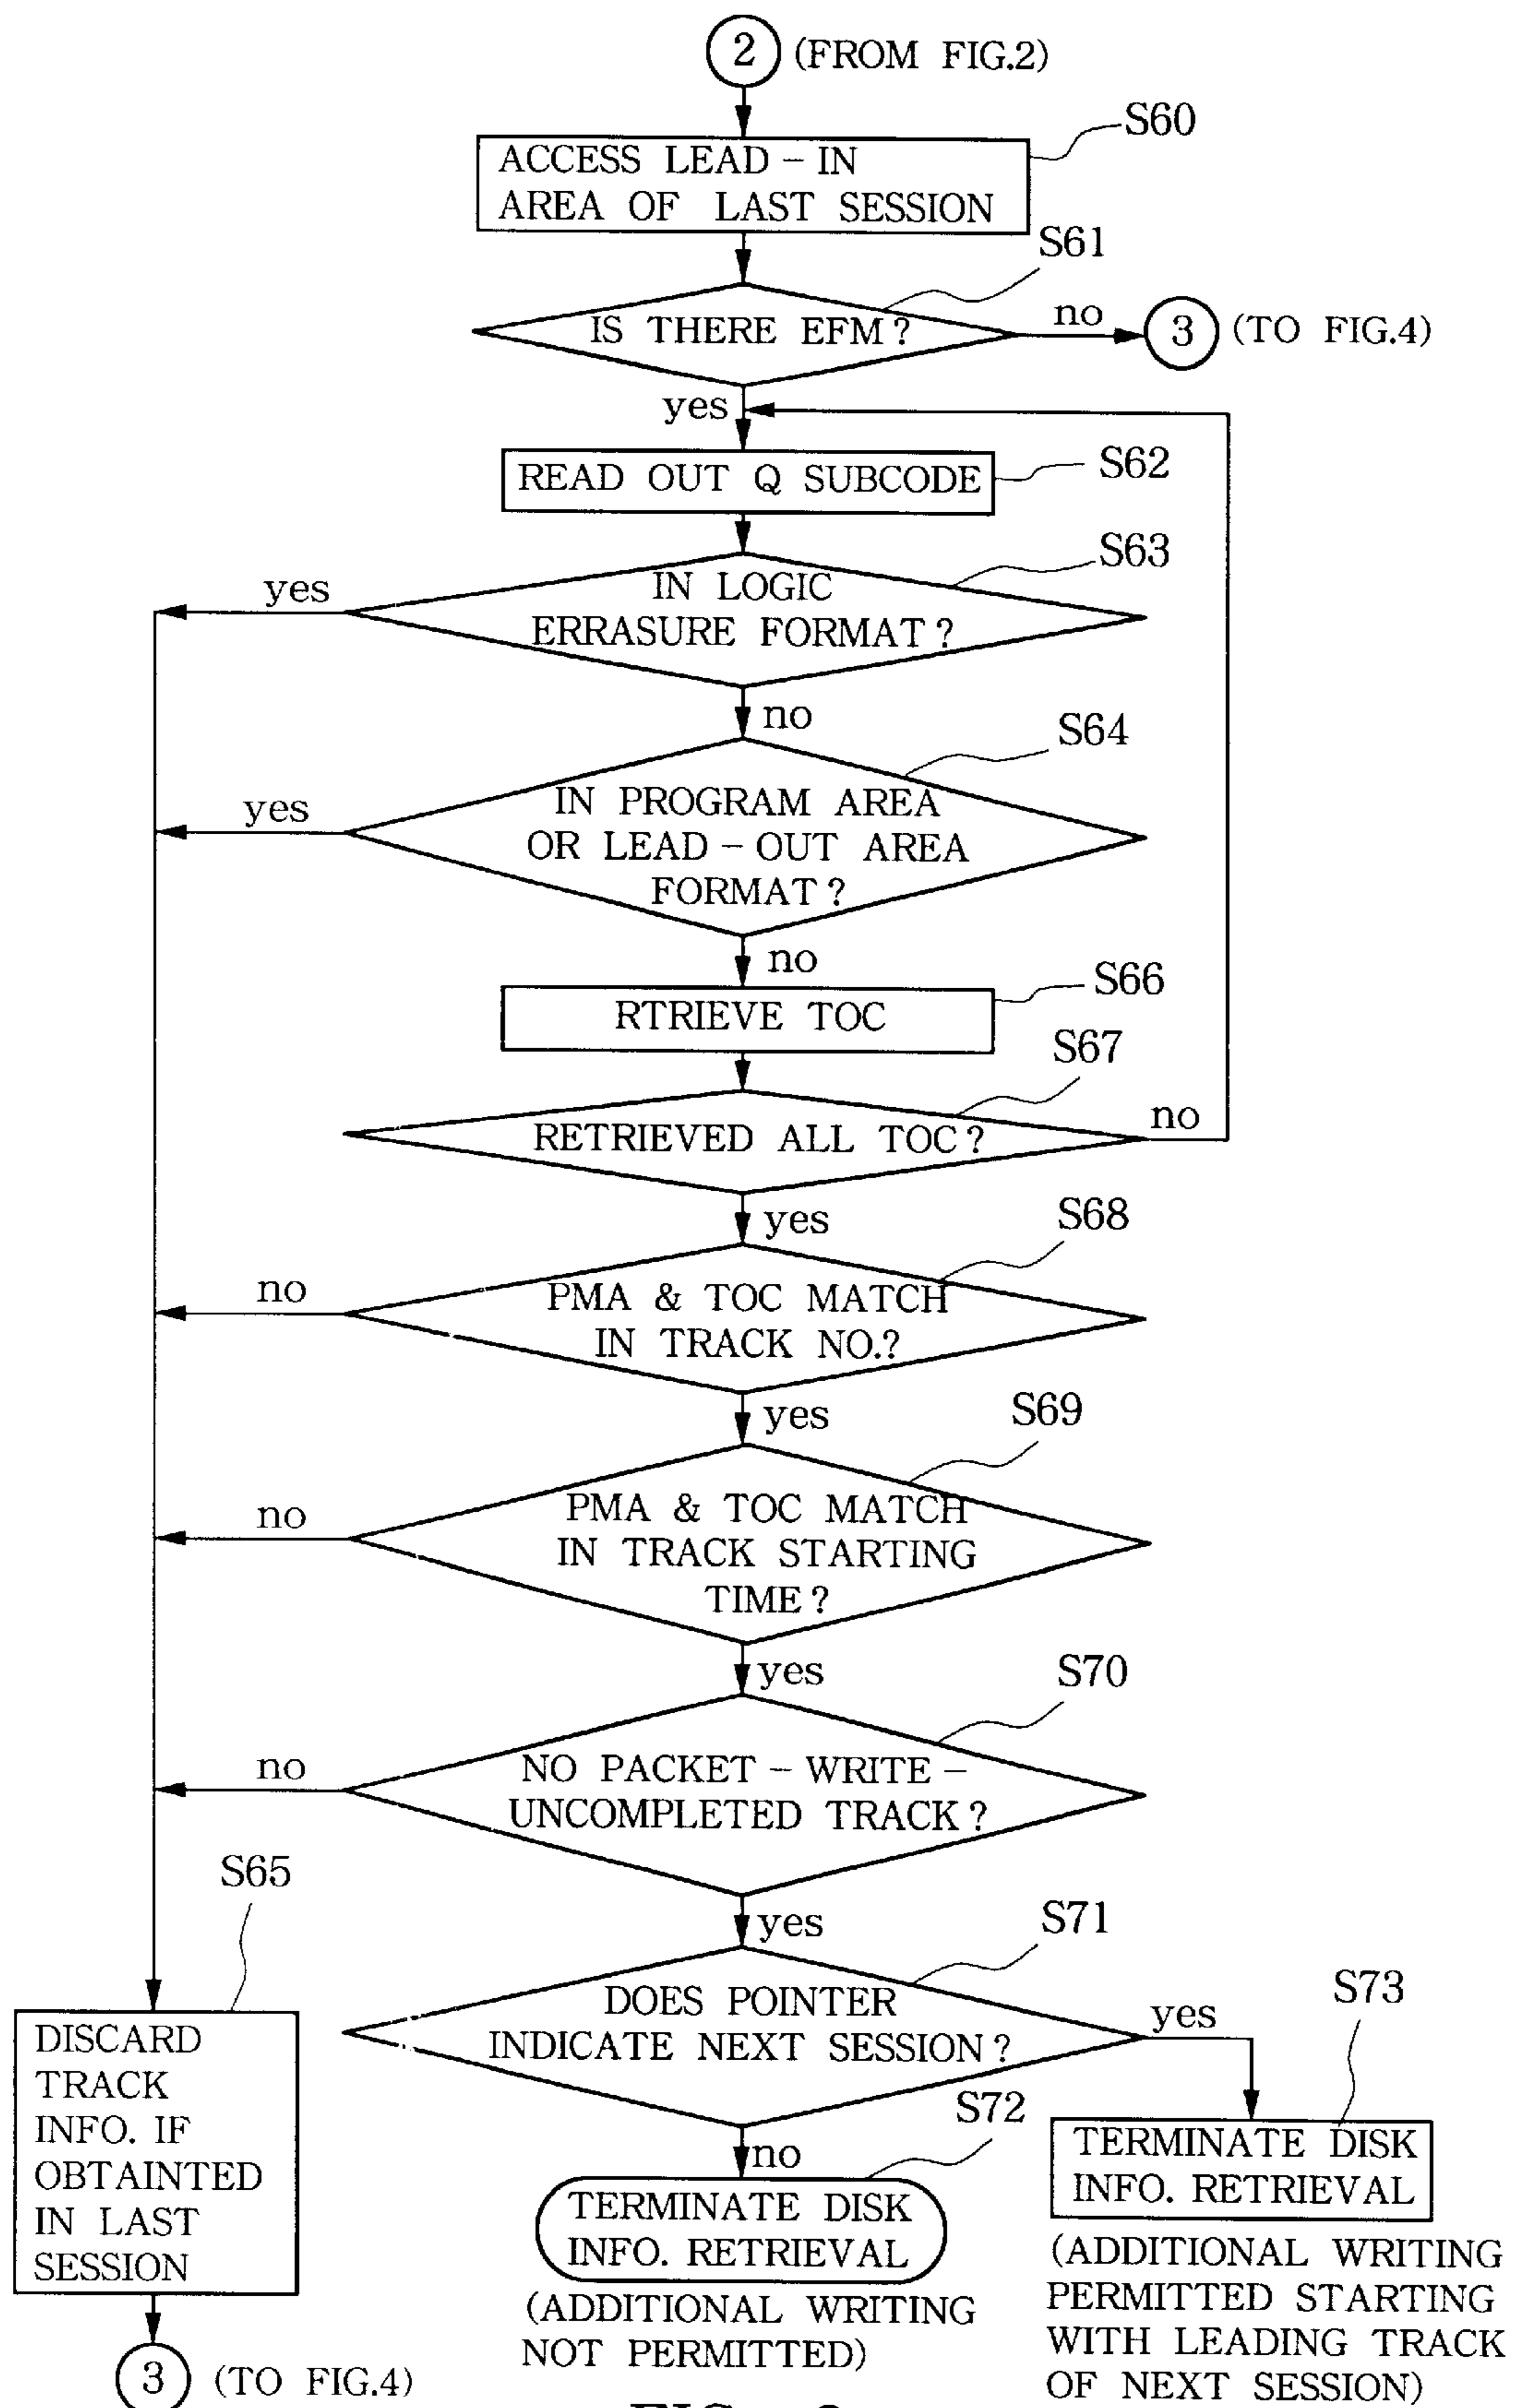 2 (FROM FIG.2)
S60
ACCESS LEAD-IN
AREA OF LAST SESSION
S61
IS THERE EFM?
no
3 (TO FIG.4)
yes
READ OUT Q SUBCODE
S62
S63
IN LOGIC
ERRASURE FORMAT?
yes
no
S64
IN PROGRAM AREA
OR LEAD-OUT AREA
FORMAT?
yes
no
S66
RTRIEVE TOC
S67
RETRIEVED ALL TOC?
no
yes
S68
PMA & TOC MATCH
IN TRACK NO.?
no
yes
S69
PMA & TOC MATCH
IN TRACK STARTING
TIME?
no
yes
S70
NO PACKET-WRITE-
UNCOMPLETED TRACK?
no
yes
S65
S71
DOES POINTER
INDICATE NEXT SESSION?
yes
S73
DISCARD
TRACK
INFO. IF
OBTAINTED
IN LAST
SESSION
3 (TO FIG.4)
no
S72
TERMINATE DISK
INFO. RETRIEVAL
(ADDITIONAL WRITING
NOT PERMITTED)
TERMINATE DISK
INFO. RETRIEVAL
(ADDITIONAL WRITING
PERMITTED STARTING
WITH LEADING TRACK
OF NEXT SESSION)